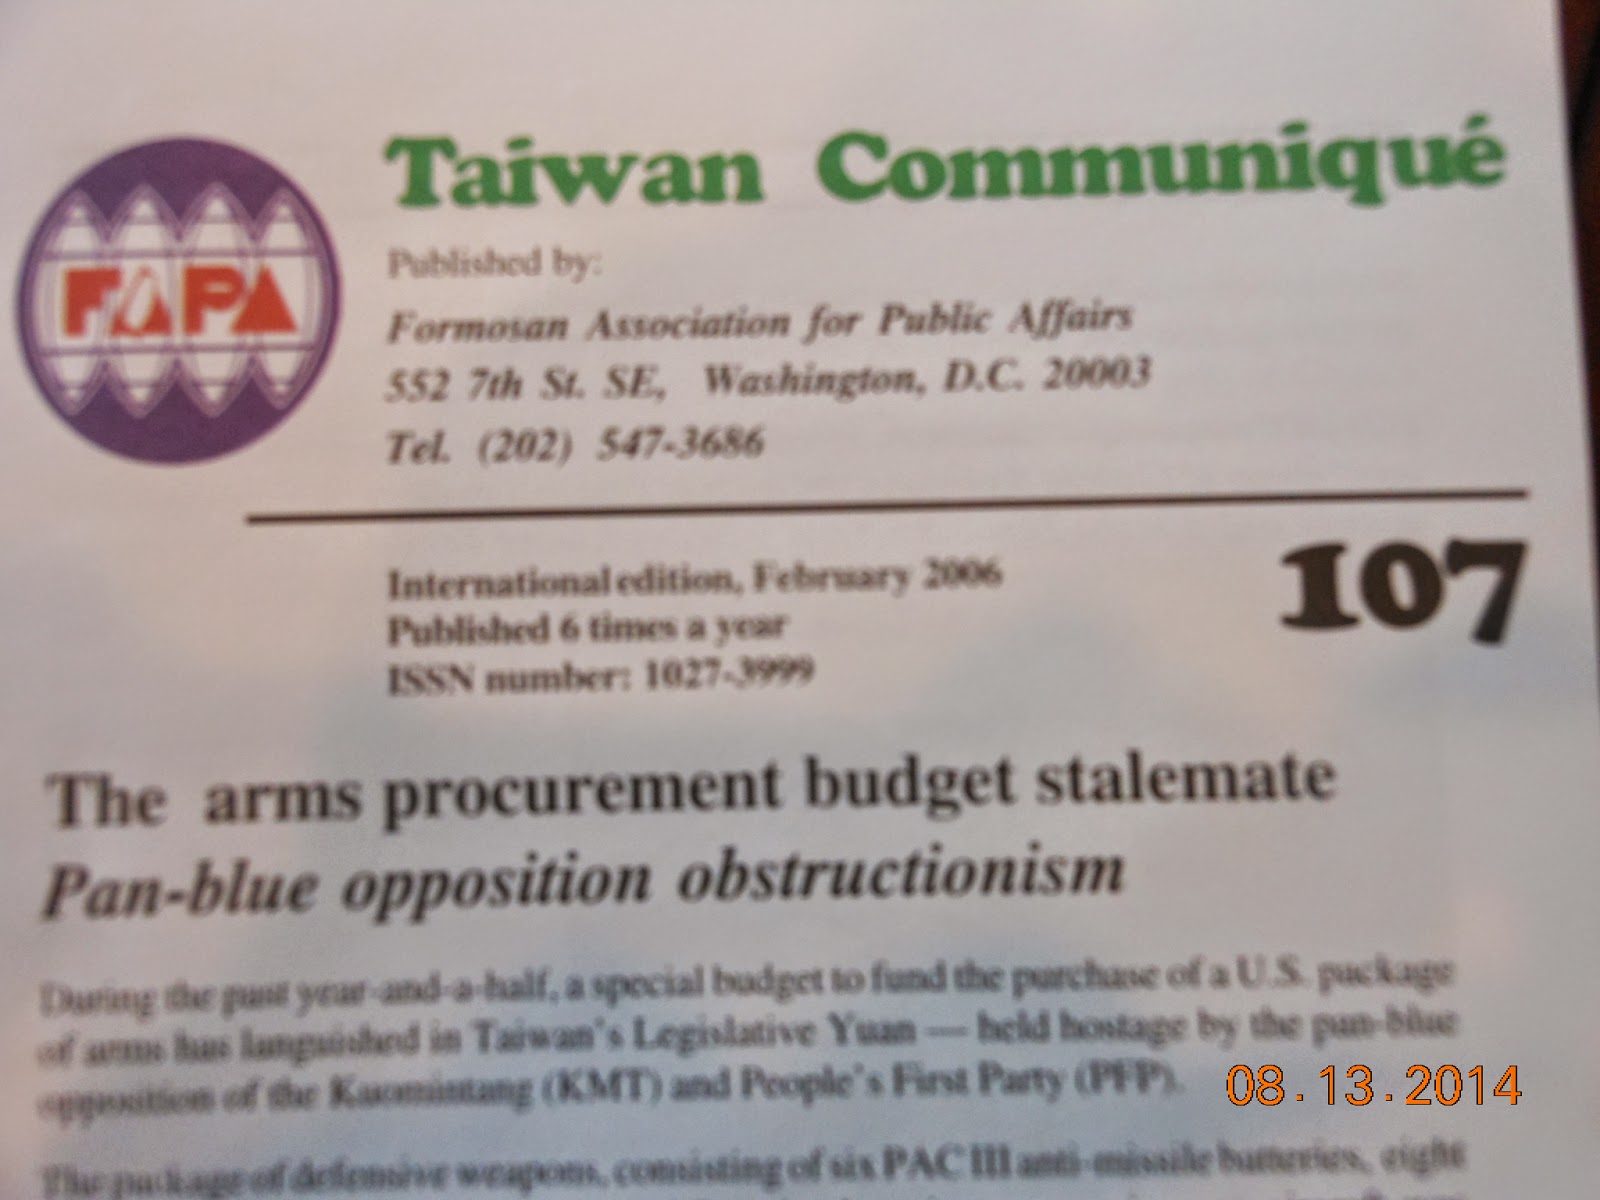 Taiwan Communiqué
FAPA
Published by:
Formosan Association for Public Affairs
552 7th St. SE, Washington, D.C. 20003
Tel. (202) 547-3686
International edition, February 2006
107
Published 6 times a year
ISSN number: 1027-3999
The arms procurement budget stalemate
Pan-blue opposition obstructionism
During the past year-and-a-half, a special budget to fund the purchase of a U.S. package
of arms has languished in Taiwan's Legislative Yuan — held hostage by the pan-blue
opposition of the Kuomintang (KMT) and People's First Party (PFP).
08.13.2014
The package of defensive weapons, consisting of six PAC III anti-missile batteries, eight